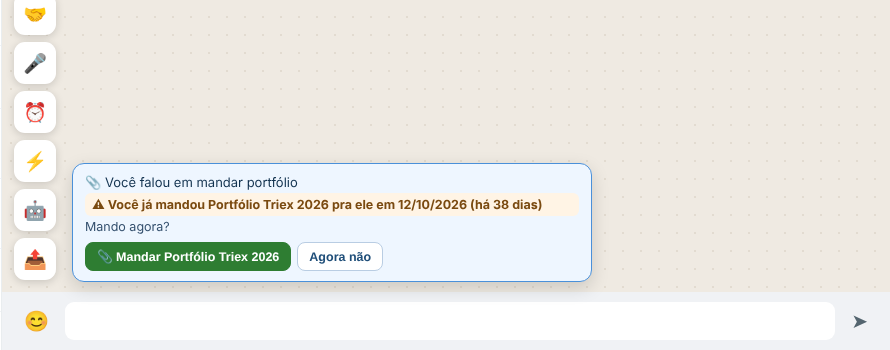 Você falou em mandar portfólio
Você já mandou Portfólio Triex 2026 pra ele em 12/10/2026 (há 38 dias)
Mando agora?
Mandar Portfólio Triex 2026
Agora não